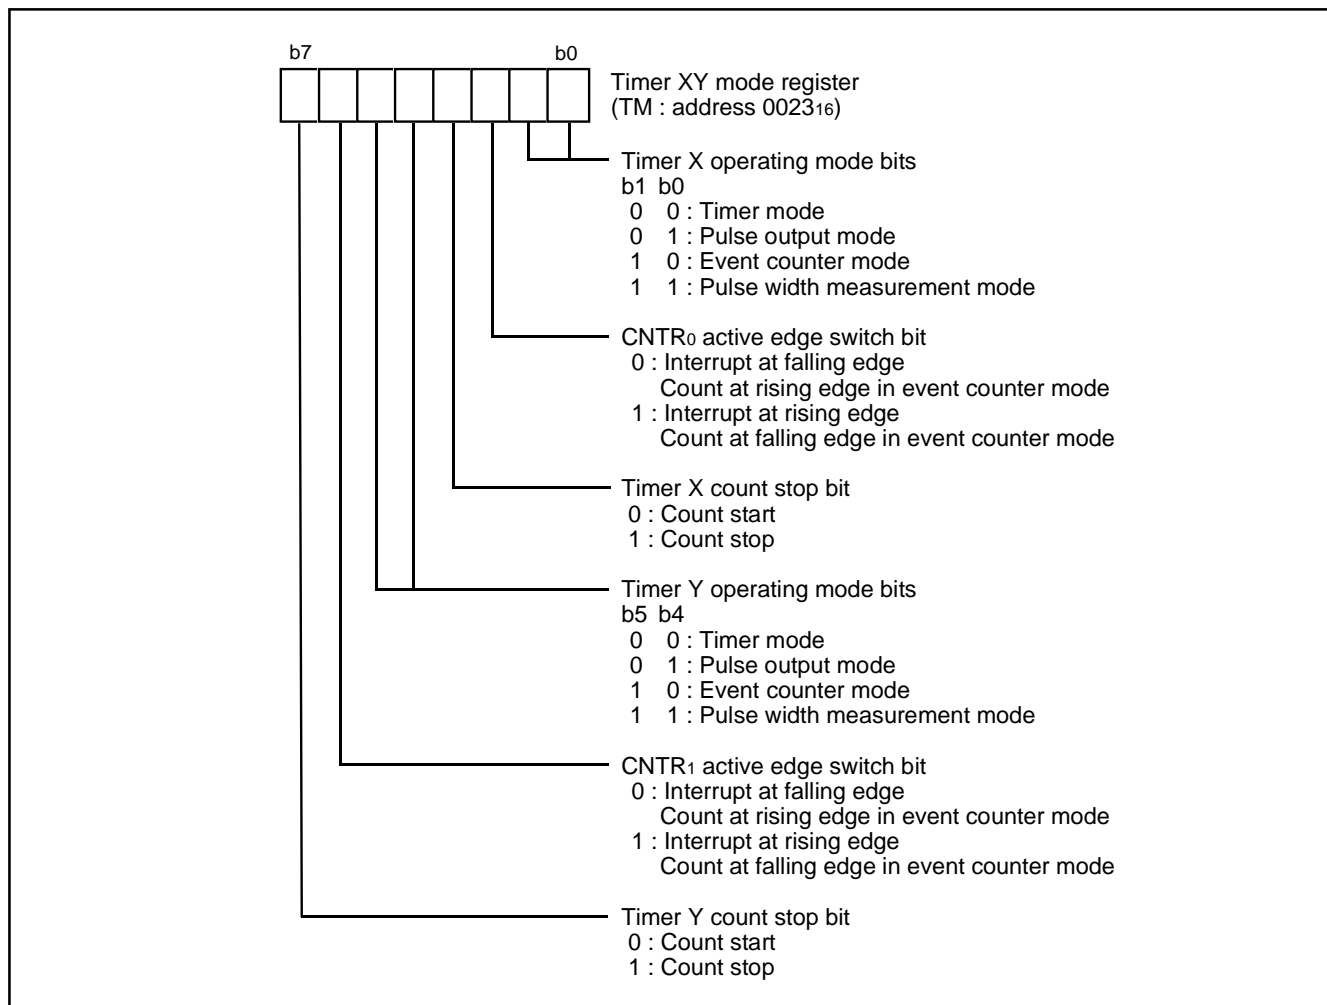 b7 b0
Timer XY mode register
(TM : address 0023₁₆)
Timer X operating mode bits
b1 b0
0 0 : Timer mode
0 1 : Pulse output mode
1 0 : Event counter mode
1 1 : Pulse width measurement mode
CNTR₀ active edge switch bit
0 : Interrupt at falling edge
Count at rising edge in event counter mode
1 : Interrupt at rising edge
Count at falling edge in event counter mode
Timer X count stop bit
0 : Count start
1 : Count stop
Timer Y operating mode bits
b5 b4
0 0 : Timer mode
0 1 : Pulse output mode
1 0 : Event counter mode
1 1 : Pulse width measurement mode
CNTR₁ active edge switch bit
0 : Interrupt at falling edge
Count at rising edge in event counter mode
1 : Interrupt at rising edge
Count at falling edge in event counter mode
Timer Y count stop bit
0 : Count start
1 : Count stop